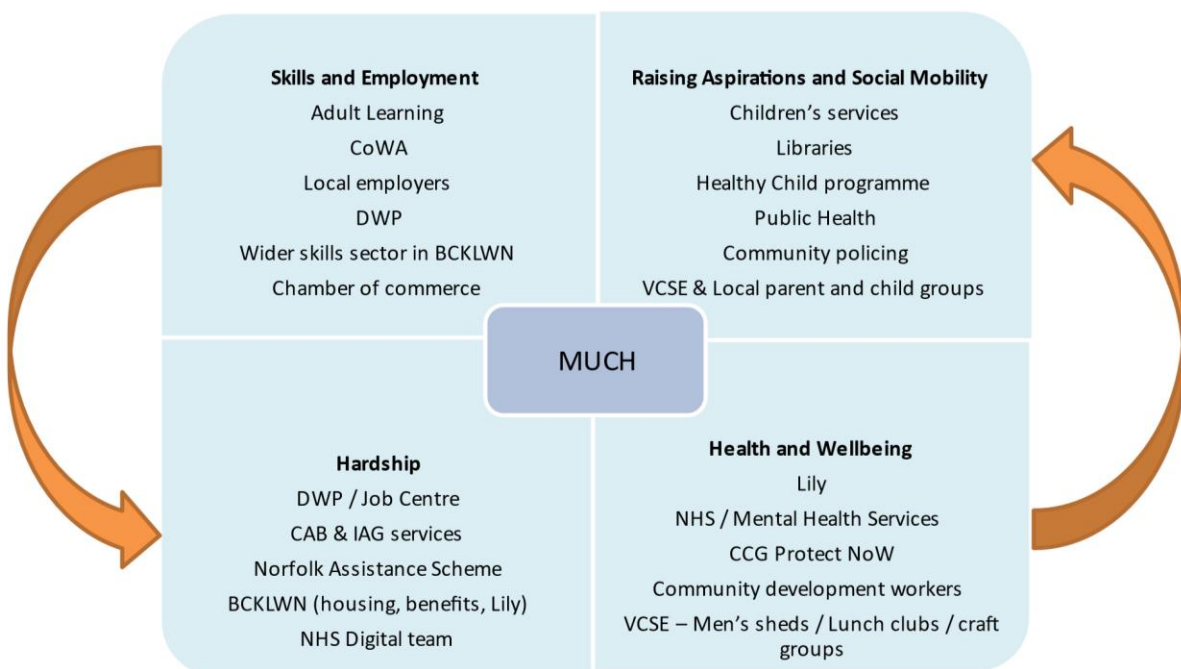 Skills and Employment
Adult Learning
CoWA
Local employers
DWP
Wider skills sector in BCKLWN
Chamber of commerce
Raising Aspirations and Social Mobility
Children’s services
Libraries
Healthy Child programme
Public Health
Community policing
VCSE & Local parent and child groups
MUCH
Hardship
DWP / Job Centre
CAB & IAG services
Norfolk Assistance Scheme
BCKLWN (housing, benefits, Lily)
NHS Digital team
Health and Wellbeing
Lily
NHS / Mental Health Services
CCG Protect NoW
Community development workers
VCSE – Men’s sheds / Lunch clubs / craft
groups